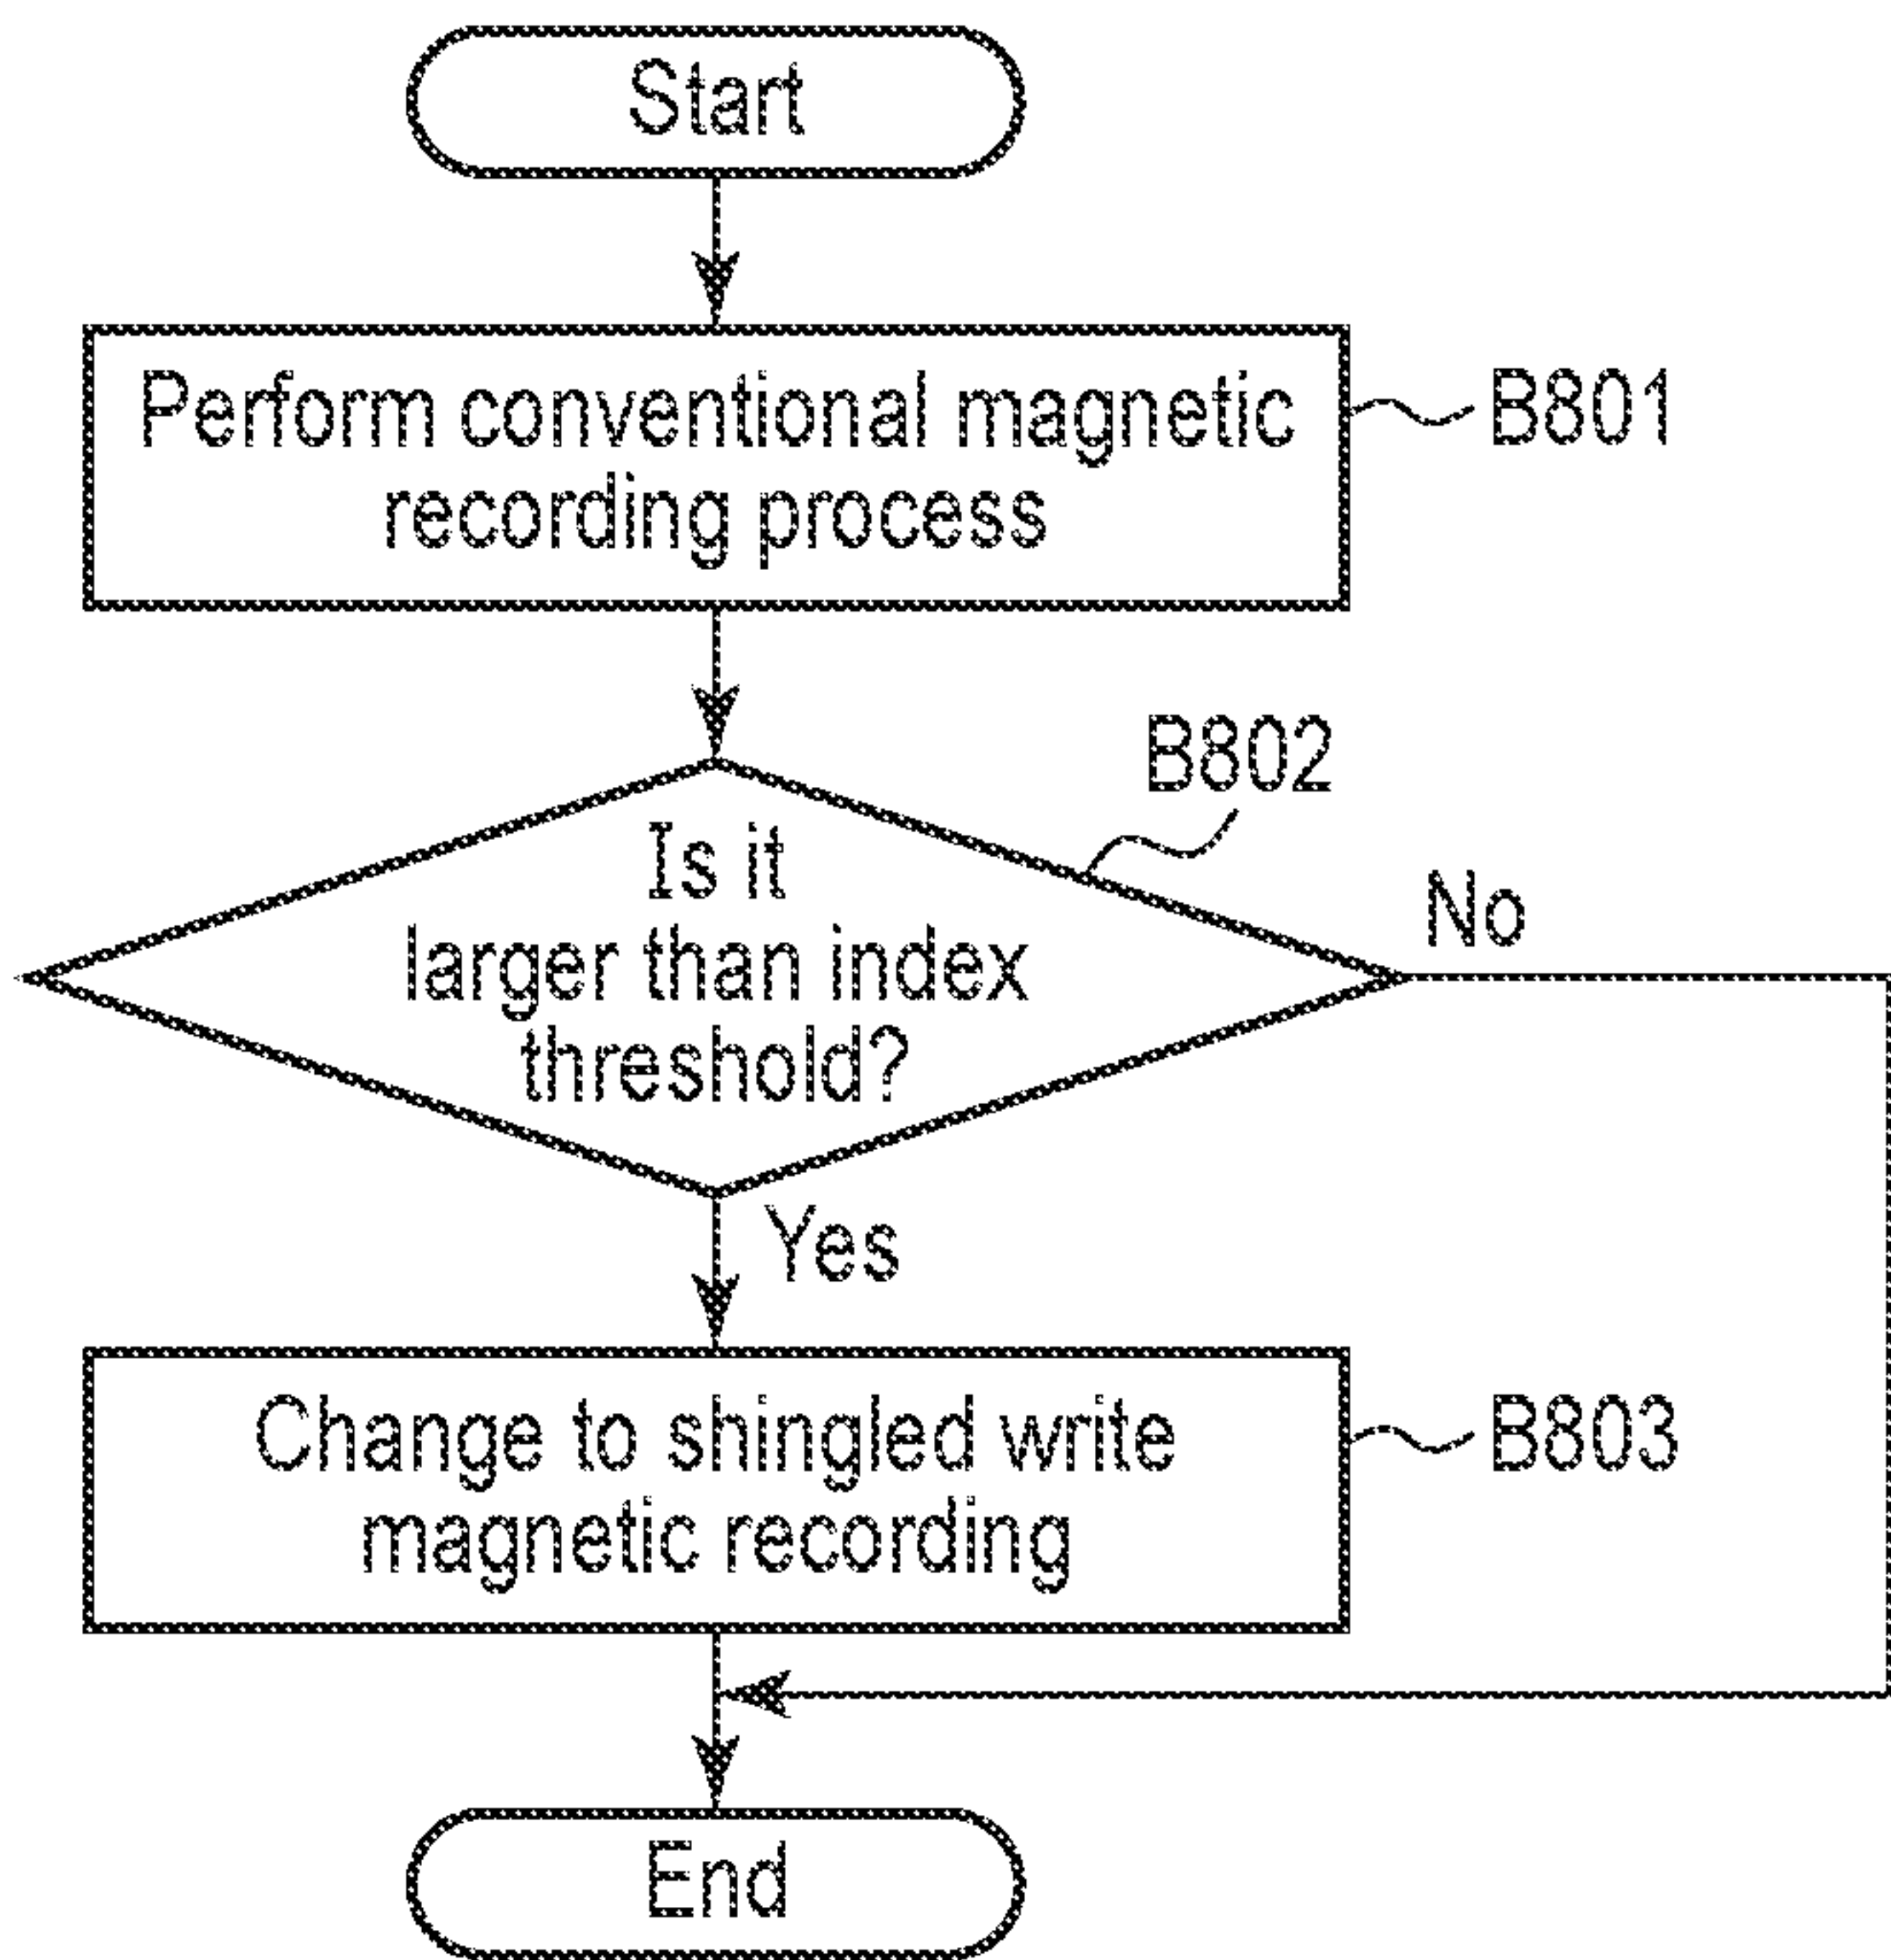 Start
Perform conventional magnetic
recording process
B801
B802
Is it
larger than index
threshold?
No
Yes
Change to shingled write
magnetic recording
B803
End